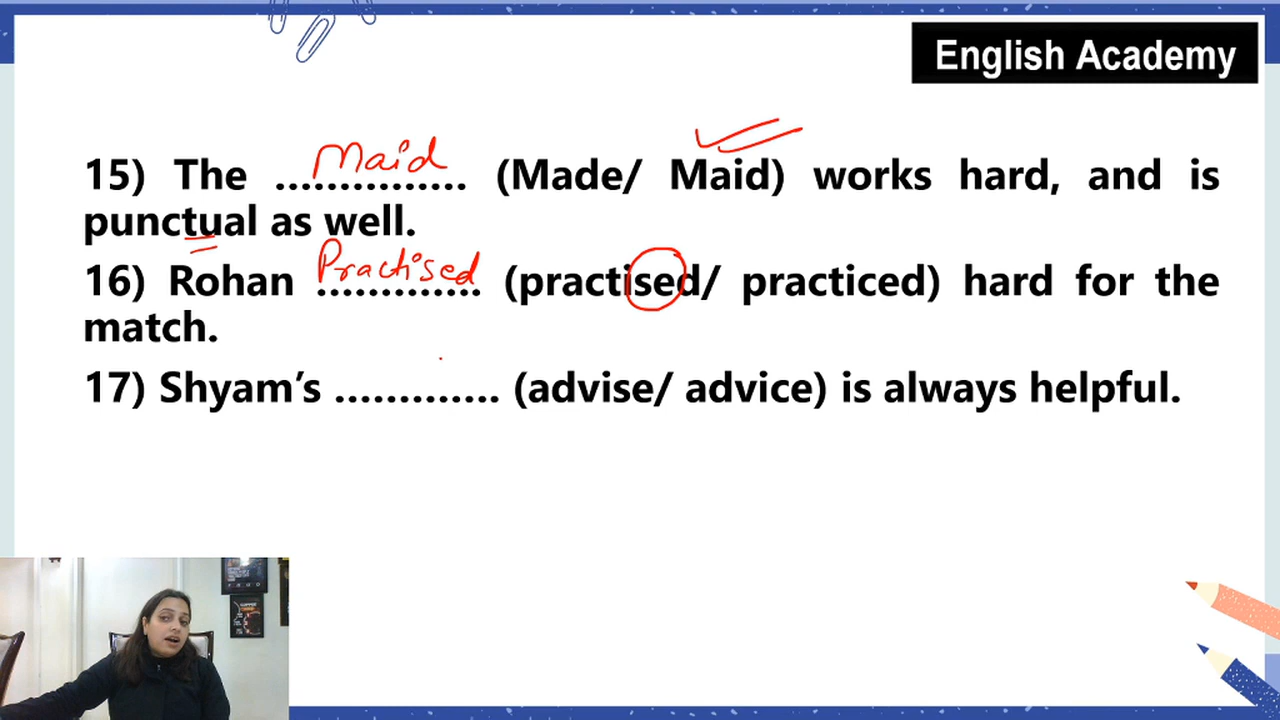 English Academy
15) The Maid (Made/ Maid) works hard, and is
punctual as well.
16) Rohan Practised (practised/ practiced) hard for the
match.
17) Shyam’s …………. (advise/ advice) is always helpful.